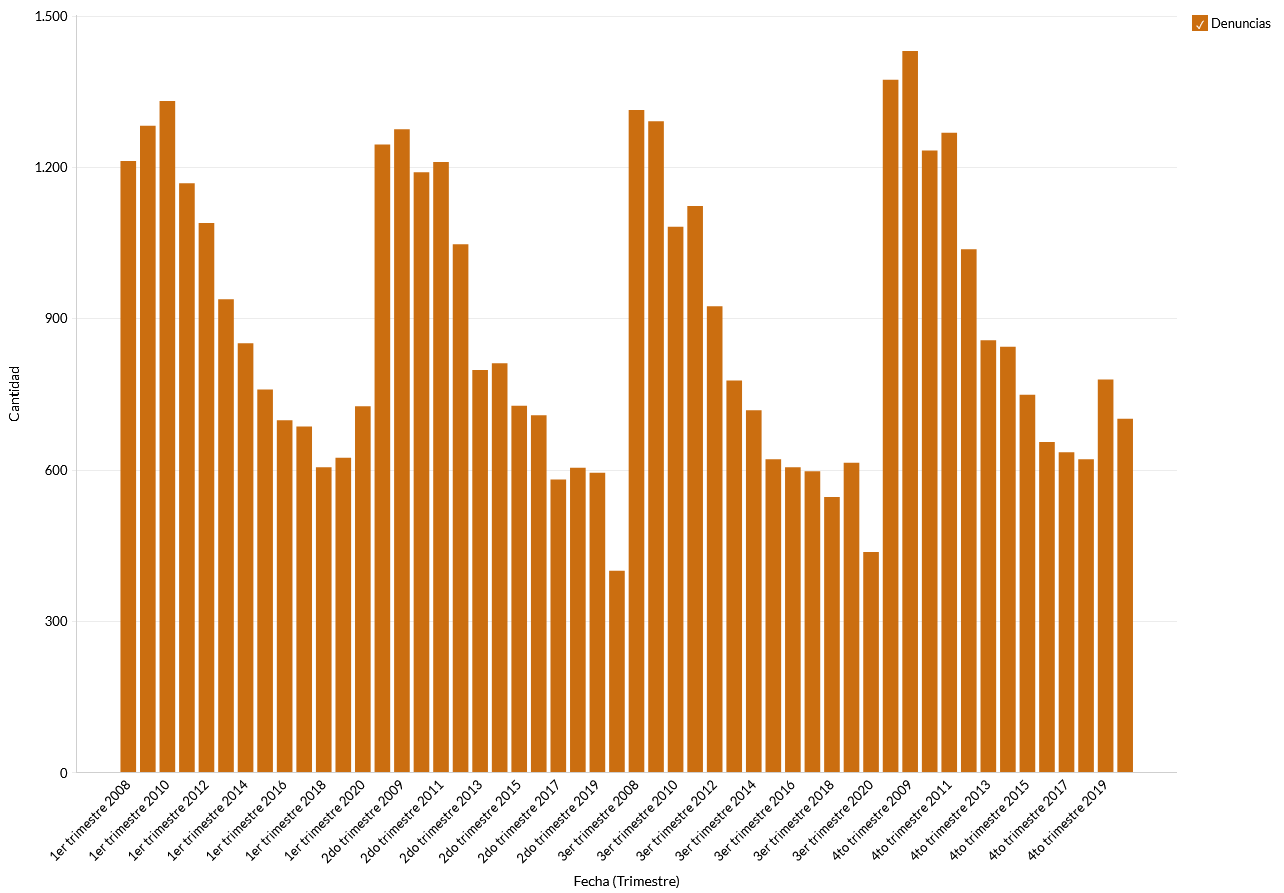 1.500
1.200
900
600
300
0
Cantidad
Denuncias
1er trimestre 2008
1er trimestre 2010
1er trimestre 2012
1er trimestre 2014
1er trimestre 2016
1er trimestre 2018
1er trimestre 2020
2do trimestre 2009
2do trimestre 2011
2do trimestre 2013
2do trimestre 2015
2do trimestre 2017
2do trimestre 2019
3er trimestre 2008
3er trimestre 2010
3er trimestre 2012
3er trimestre 2014
3er trimestre 2016
3er trimestre 2018
3er trimestre 2020
4to trimestre 2009
4to trimestre 2011
4to trimestre 2013
4to trimestre 2015
4to trimestre 2017
4to trimestre 2019
Fecha (Trimestre)